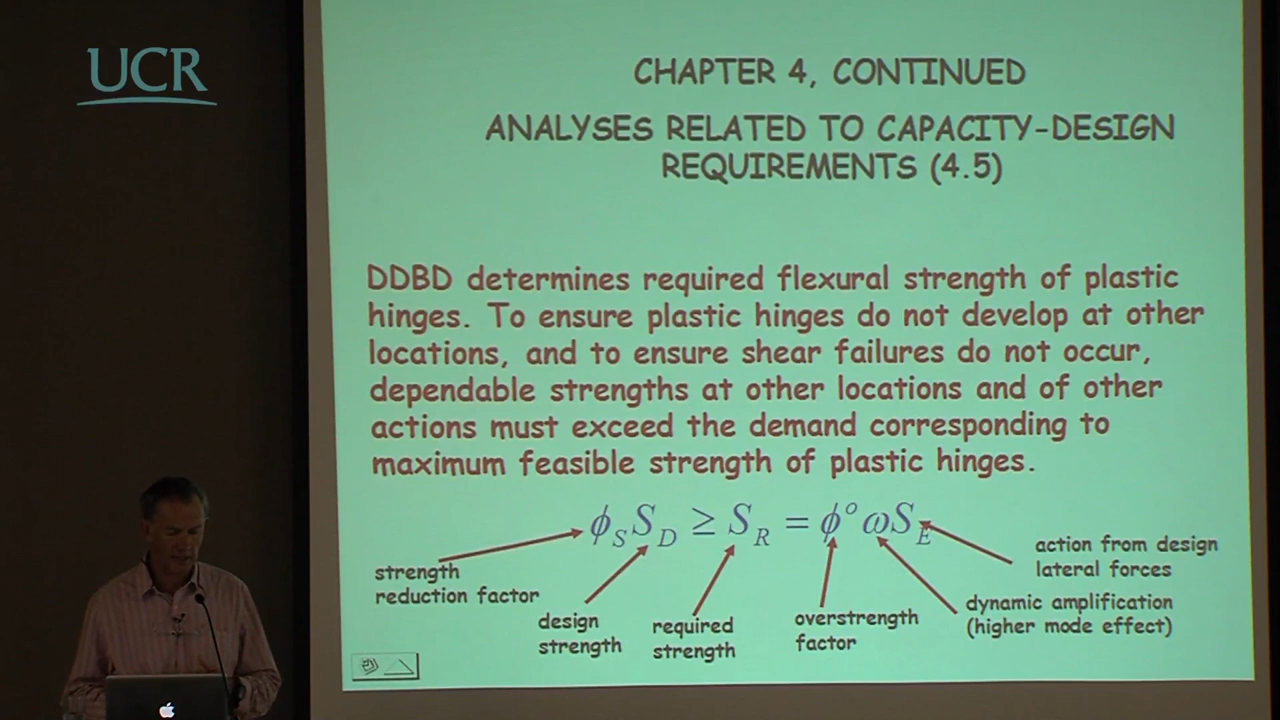 UCR
CHAPTER 4, CONTINUED
ANALYSES RELATED TO CAPACITY-DESIGN
REQUIREMENTS (4.5)
DDBD determines required flexural strength of plastic
hinges. To ensure plastic hinges do not develop at other
locations, and to ensure shear failures do not occur,
dependable strengths at other locations and of other
actions must exceed the demand corresponding to
maximum feasible strength of plastic hinges.
ϕ_S S_D ≥ S_R = ϕ° ω S_E
strength
reduction factor
design
strength
required
strength
overstrength
factor
dynamic amplification
(higher mode effect)
action from design
lateral forces